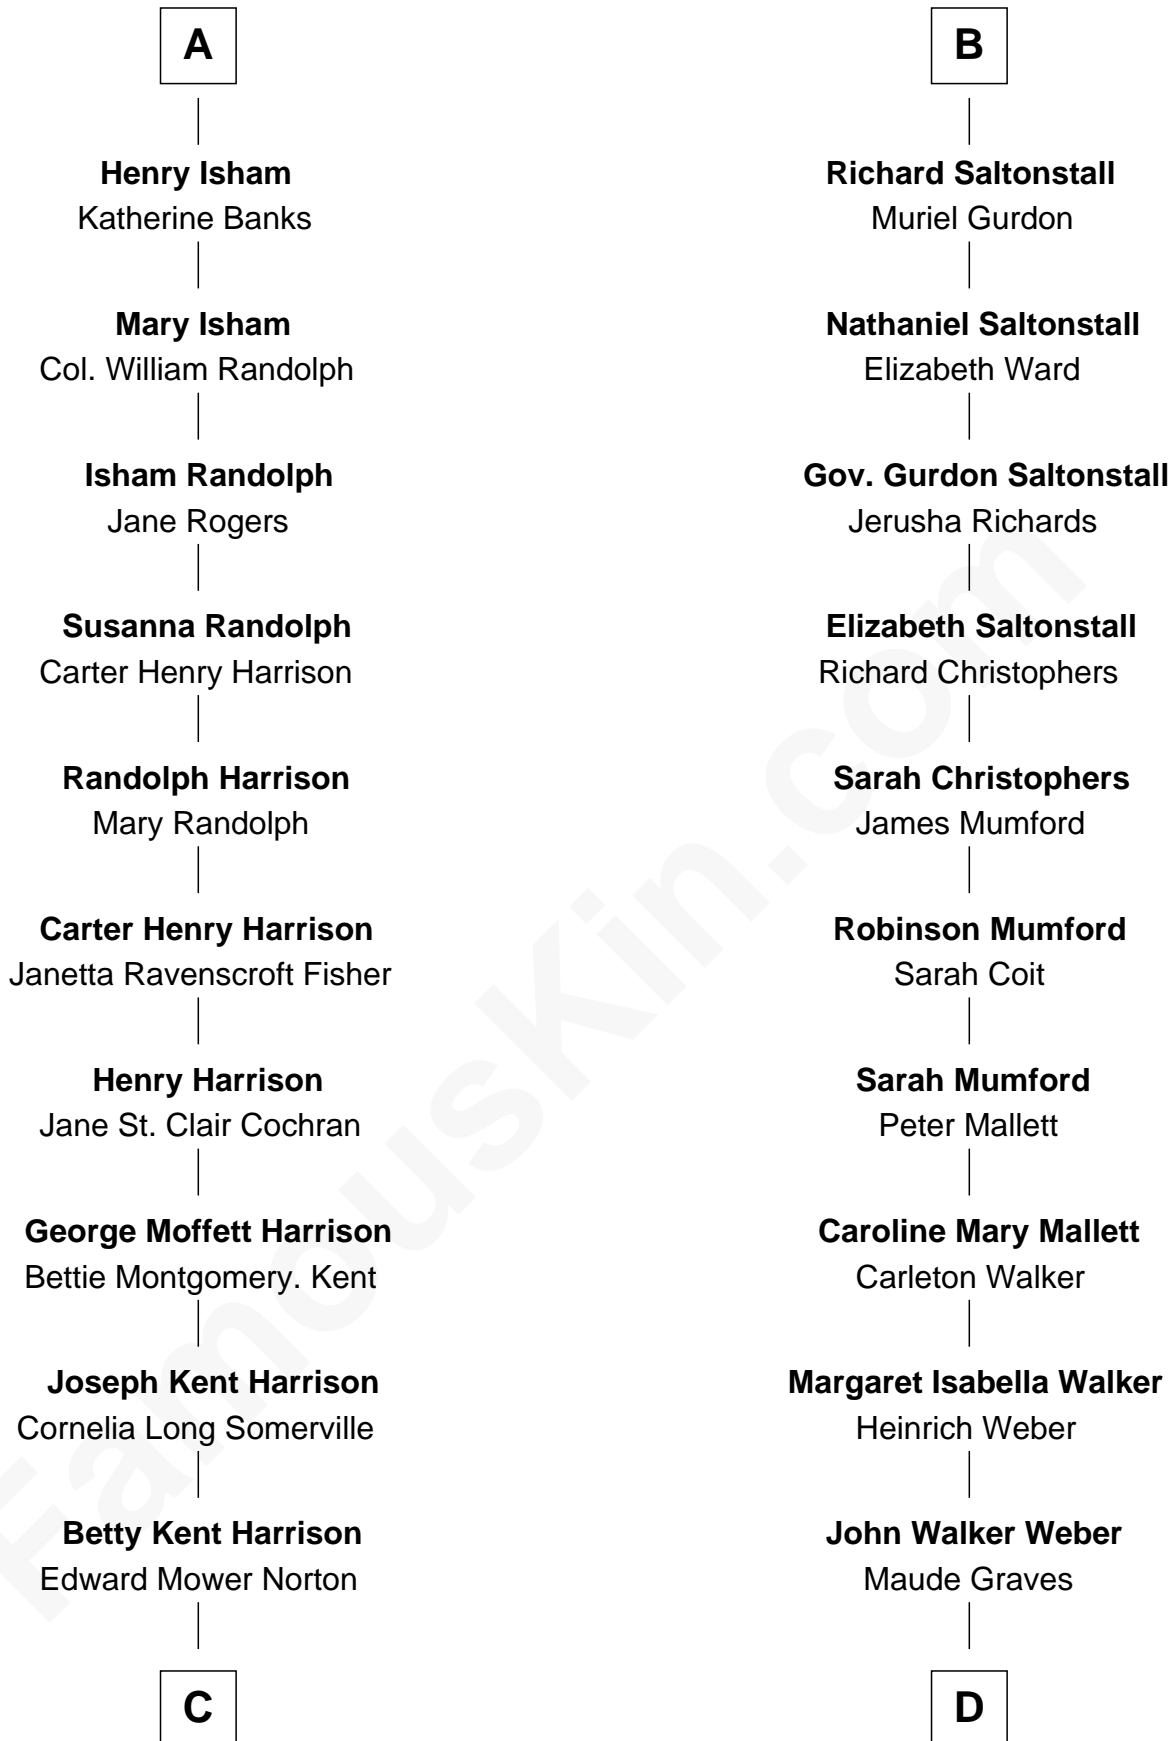 A
Henry Isham
Katherine Banks
Mary Isham
Col. William Randolph
Isham Randolph
Jane Rogers
Susanna Randolph
Carter Henry Harrison
Randolph Harrison
Mary Randolph
Carter Henry Harrison
Janetta Ravenscroft Fisher
Henry Harrison
Jane St. Clair Cochran
George Moffett Harrison
Bettie Montgomery. Kent
Joseph Kent Harrison
Cornelia Long Somerville
Betty Kent Harrison
Edward Mower Norton
C
B
Richard Saltonstall
Muriel Gurdon
Nathaniel Saltonstall
Elizabeth Ward
Gov. Gurdon Saltonstall
Jerusha Richards
Elizabeth Saltonstall
Richard Christophers
Sarah Christophers
James Mumford
Robinson Mumford
Sarah Coit
Sarah Mumford
Peter Mallett
Caroline Mary Mallett
Carleton Walker
Margaret Isabella Walker
Heinrich Weber
John Walker Weber
Maude Graves
D
FamousKin.com